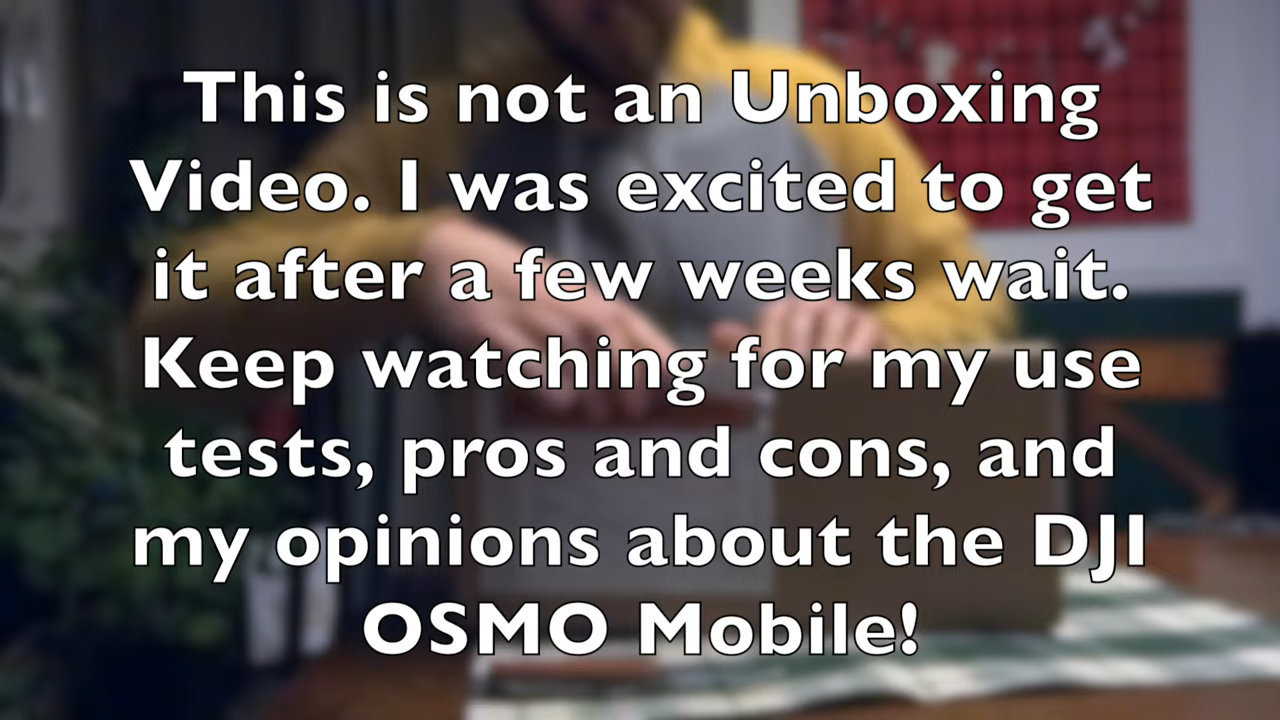 This is not an Unboxing
Video. I was excited to get
it after a few weeks wait.
Keep watching for my use
tests, pros and cons, and
my opinions about the DJI
OSMO Mobile!